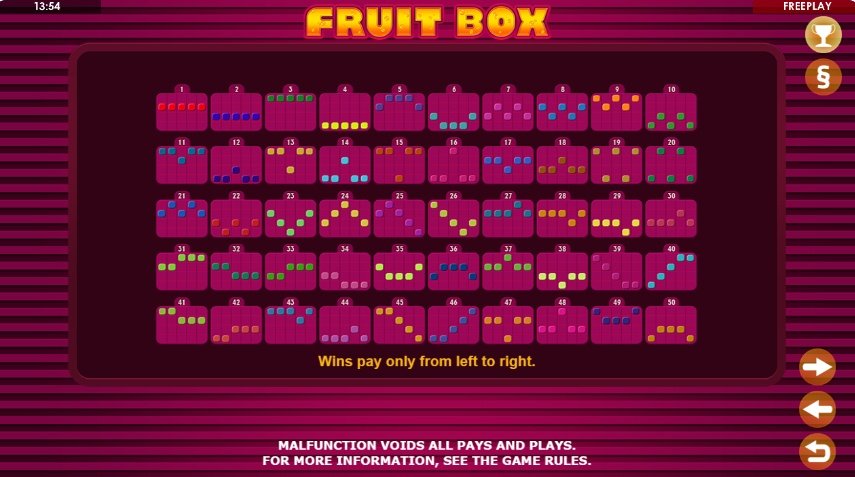 13:54
FREEPLAY
FRUIT BOX
§
1 2 3 4 5 6 7 8 9 10
11 12 13 14 15 16 17 18 19 20
21 22 23 24 25 26 27 28 29 30
31 32 33 34 35 36 37 38 39 40
41 42 43 44 45 46 47 48 49 50
Wins pay only from left to right.
MALFUNCTION VOIDS ALL PAYS AND PLAYS.
FOR MORE INFORMATION, SEE THE GAME RULES.